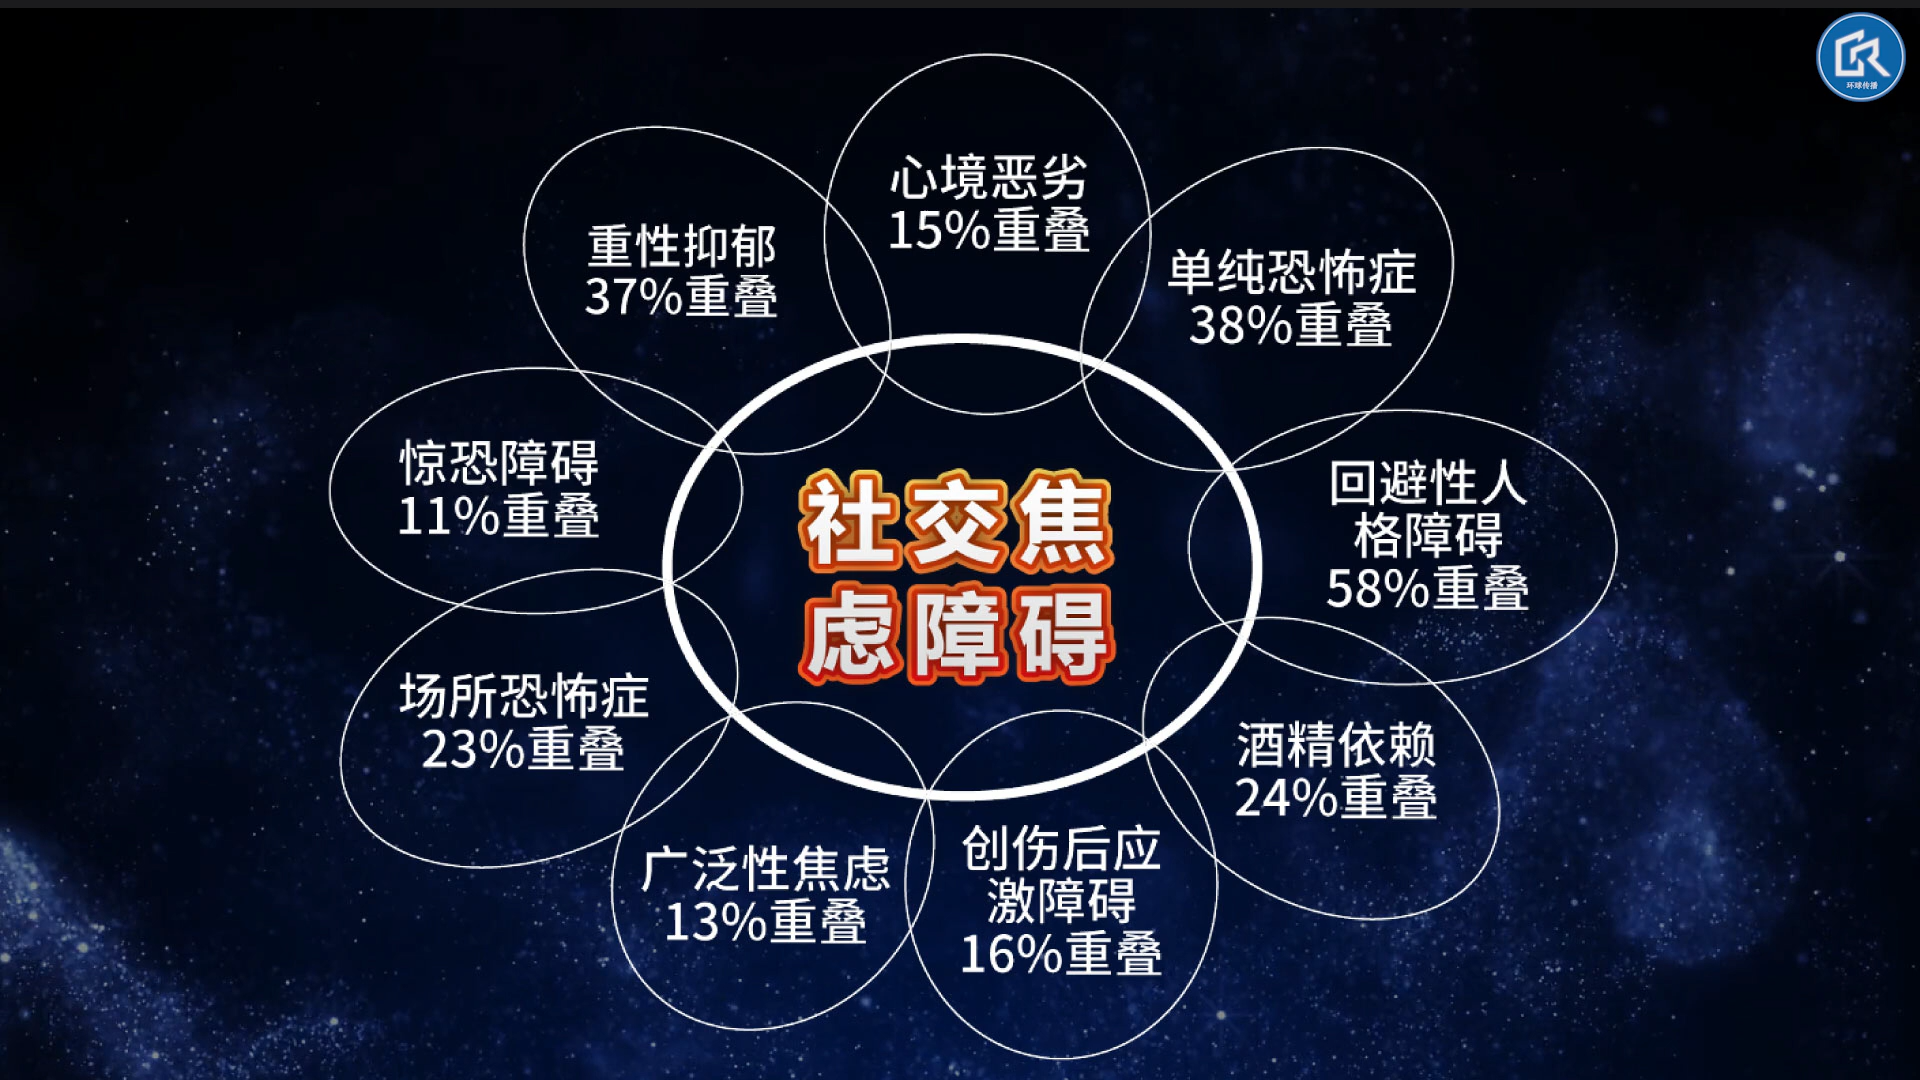 环球传播
心境恶劣
15%重叠
重性抑郁
37%重叠
单纯恐怖症
38%重叠
惊恐障碍
11%重叠
回避性人
格障碍
58%重叠
社交焦
虑障碍
场所恐怖症
23%重叠
酒精依赖
24%重叠
广泛性焦虑
13%重叠
创伤后应
激障碍
16%重叠